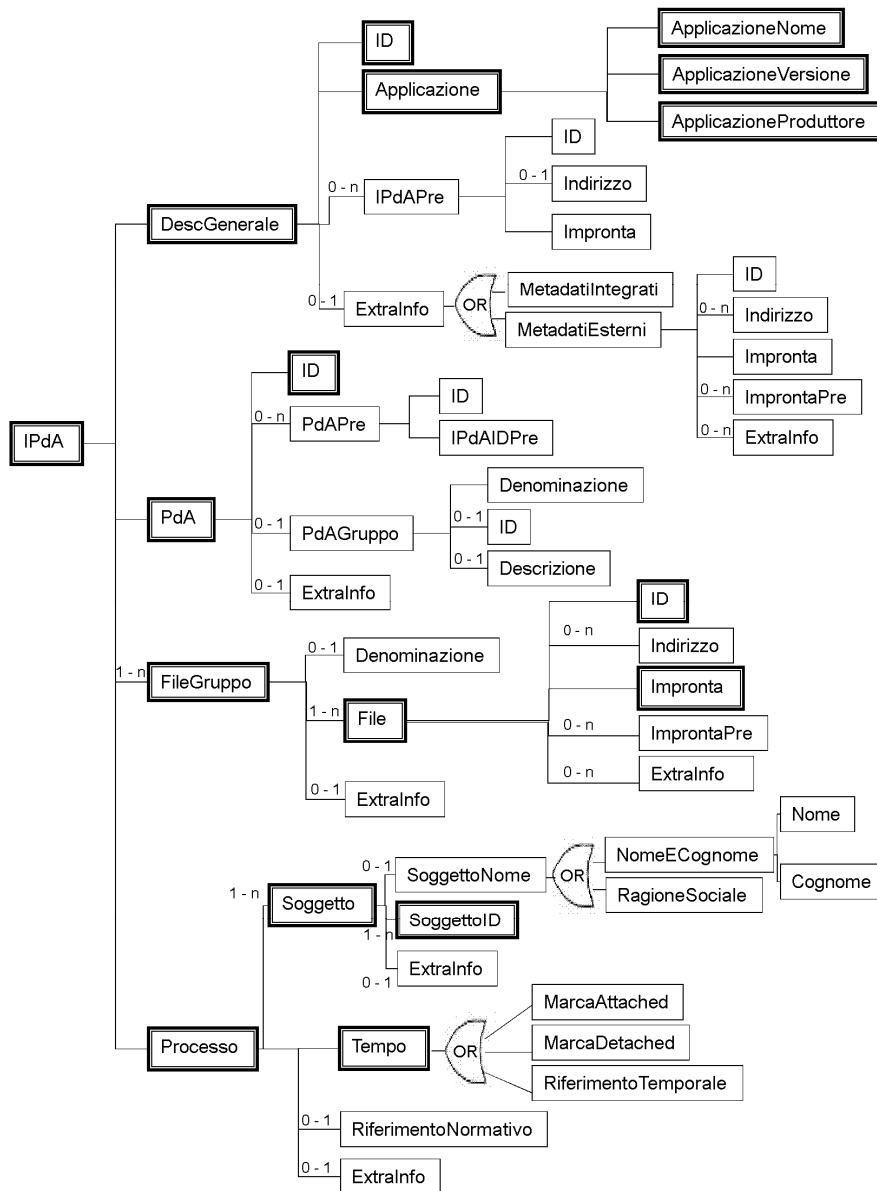 ID
ApplicazioneNome
ApplicazioneVersione
ApplicazioneProduttore
Applicazione
0 - n
IPdAPre
ID
0 - 1
Indirizzo
Impronta
DescGenerale
0 - 1
ExtraInfo
OR
MetadatiIntegrati
MetadatiEsterni
ID
0 - n
Indirizzo
Impronta
0 - n
ImprontaPre
0 - n
ExtraInfo
IPdA
PdA
ID
0 - n
PdAPre
ID
IPdAIDPre
0 - 1
PdAGruppo
Denominazione
0 - 1
ID
0 - 1
Descrizione
0 - 1
ExtraInfo
1 - n
FileGruppo
0 - 1
Denominazione
1 - n
File
ID
0 - n
Indirizzo
Impronta
0 - n
ImprontaPre
0 - n
ExtraInfo
0 - 1
ExtraInfo
Processo
1 - n
Soggetto
0 - 1
SoggettoNome
OR
NomeECognome
Nome
Cognome
RagioneSociale
1 - n
SoggettoID
0 - 1
ExtraInfo
Tempo
OR
MarcaAttached
MarcaDetached
RiferimentoTemporale
0 - 1
RiferimentoNormativo
0 - 1
ExtraInfo